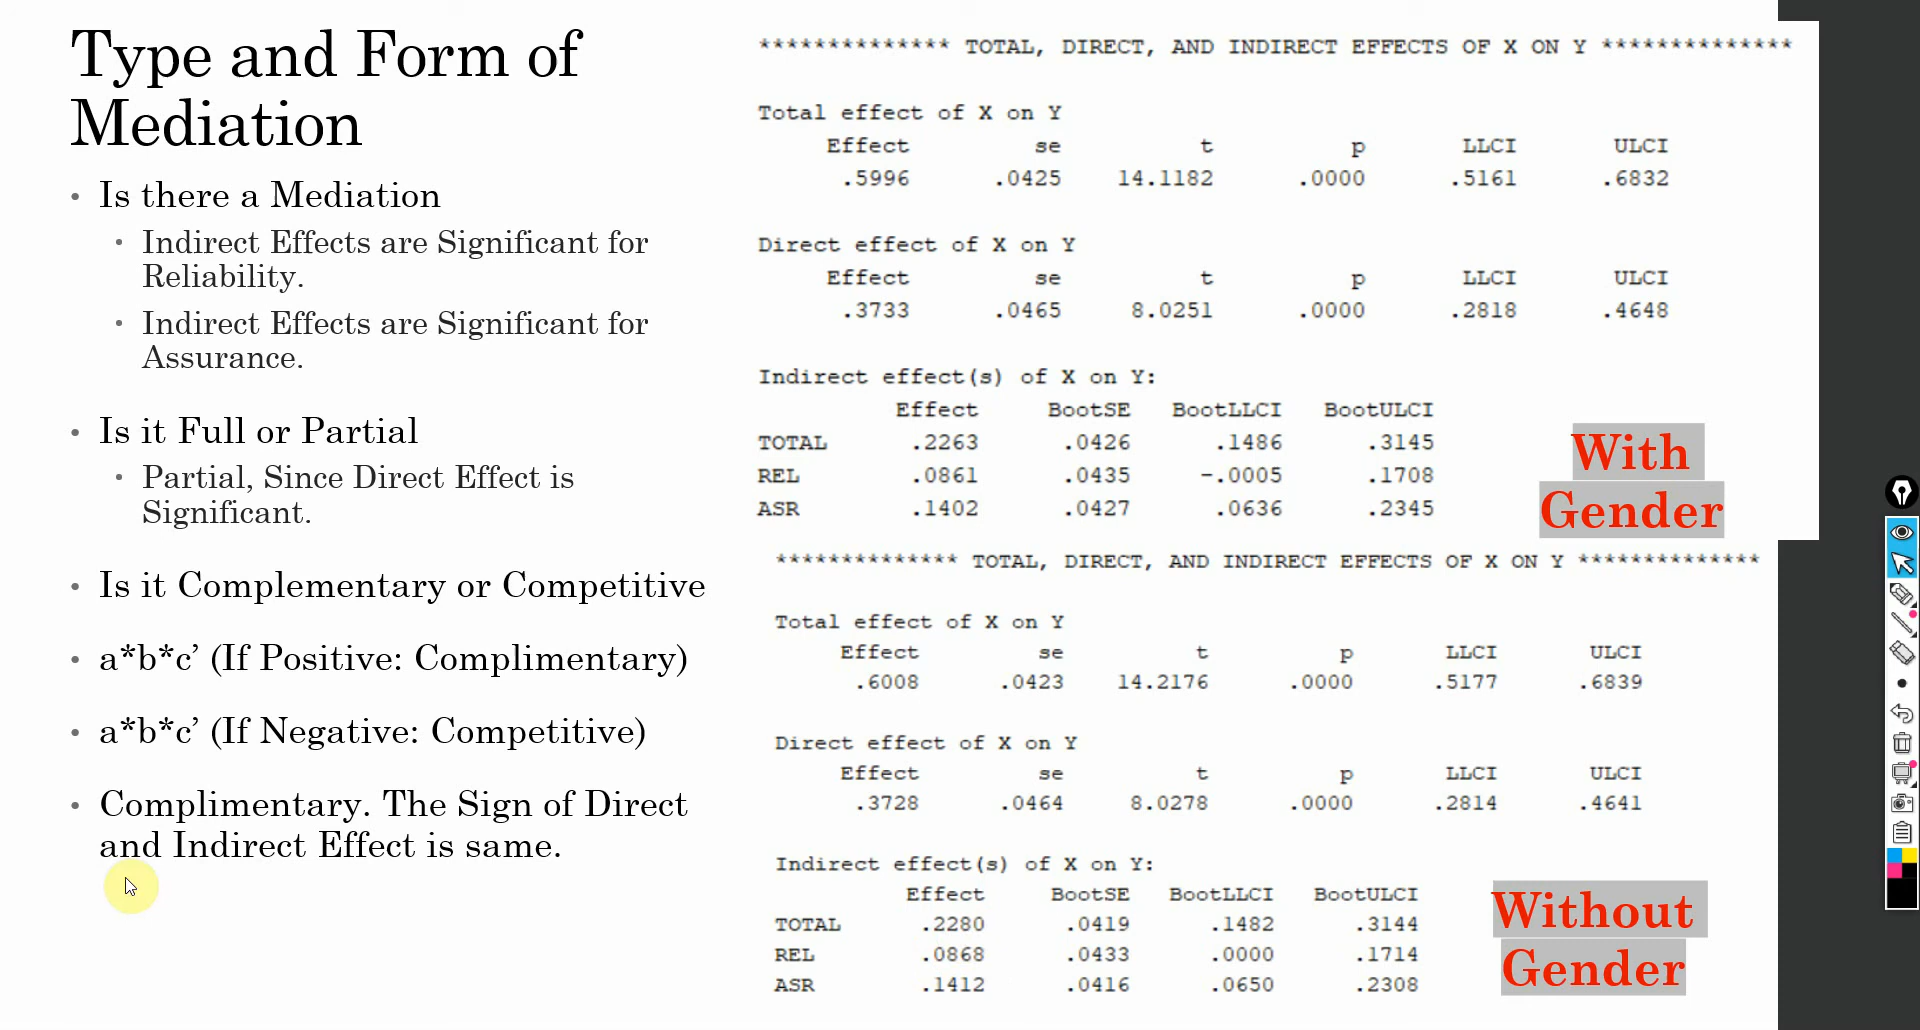 Type and Form of
Mediation
• Is there a Mediation
• Indirect Effects are Significant for
Reliability.
• Indirect Effects are Significant for
Assurance.
• Is it Full or Partial
• Partial, Since Direct Effect is
Significant.
• Is it Complementary or Competitive
• a*b*c’ (If Positive: Complimentary)
• a*b*c’ (If Negative: Competitive)
• Complimentary. The Sign of Direct
and Indirect Effect is same.
************** TOTAL, DIRECT, AND INDIRECT EFFECTS OF X ON Y **************
Total effect of X on Y
Effect se t p LLCI ULCI
.5996 .0425 14.1182 .0000 .5161 .6832
Direct effect of X on Y
Effect se t p LLCI ULCI
.3733 .0465 8.0251 .0000 .2818 .4648
Indirect effect(s) of X on Y:
Effect BootSE BootLLCI BootULCI
TOTAL .2263 .0426 .1486 .3145
REL .0861 .0435 -.0005 .1708
ASR .1402 .0427 .0636 .2345
With
Gender
************** TOTAL, DIRECT, AND INDIRECT EFFECTS OF X ON Y **************
Total effect of X on Y
Effect se t p LLCI ULCI
.6008 .0423 14.2176 .0000 .5177 .6839
Direct effect of X on Y
Effect se t p LLCI ULCI
.3728 .0464 8.0278 .0000 .2814 .4641
Indirect effect(s) of X on Y:
Effect BootSE BootLLCI BootULCI
TOTAL .2280 .0419 .1482 .3144
REL .0868 .0433 .0000 .1714
ASR .1412 .0416 .0650 .2308
Without
Gender